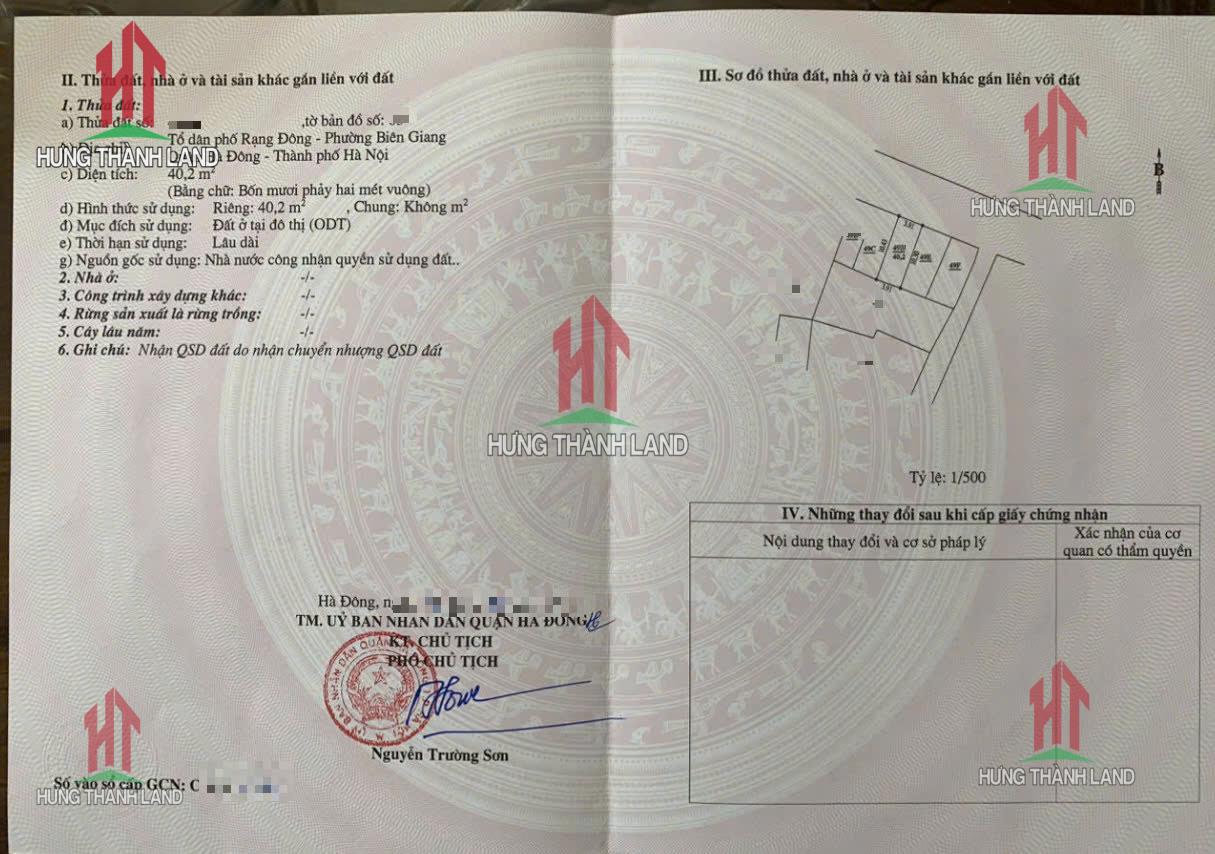 II. Thửa đất, nhà ở và tài sản khác gắn liền với đất
1. Thửa đất:
a) Thửa đất số: ,tờ bản đồ số:
Tổ dân phố Rạng Đông - Phường Biên Giang
Đông - Thành phố Hà Nội
c) Diện tích: 40,2 m²
(Bằng chữ: Bốn mươi phảy hai mét vuông)
d) Hình thức sử dụng: Riêng: 40,2 m² , Chung: Không m²
đ) Mục đích sử dụng: Đất ở tại đô thị (ODT)
e) Thời hạn sử dụng: Lâu dài
g) Nguồn gốc sử dụng: Nhà nước công nhận quyền sử dụng đất..
2. Nhà ở: -/-
3. Công trình xây dựng khác: -/-
4. Rừng sản xuất là rừng trồng: -/-
5. Cây lâu năm: -/-
6. Ghi chú: Nhận QSD đất do nhận chuyển nhượng QSD đất
Hà Đông, n
TM. UỶ BAN NHÂN DÂN QUẬN HÀ ĐÔNG
KT. CHỦ TỊCH
PHÓ CHỦ TỊCH
Nguyễn Trường Sơn
Số vào sổ cấp GCN: C
III. Sơ đồ thửa đất, nhà ở và tài sản khác gắn liền với đất
B
3.91
49C
40,2
49F
3.91
Tỷ lệ: 1/500
IV. Những thay đổi sau khi cấp giấy chứng nhận
Nội dung thay đổi và cơ sở pháp lý
Xác nhận của cơ
quan có thẩm quyền
HƯNG THÀNH LAND
HƯNG THÀNH LAND
HƯNG THÀNH LAND
HƯNG THÀNH LAND
HƯNG THÀNH LAND